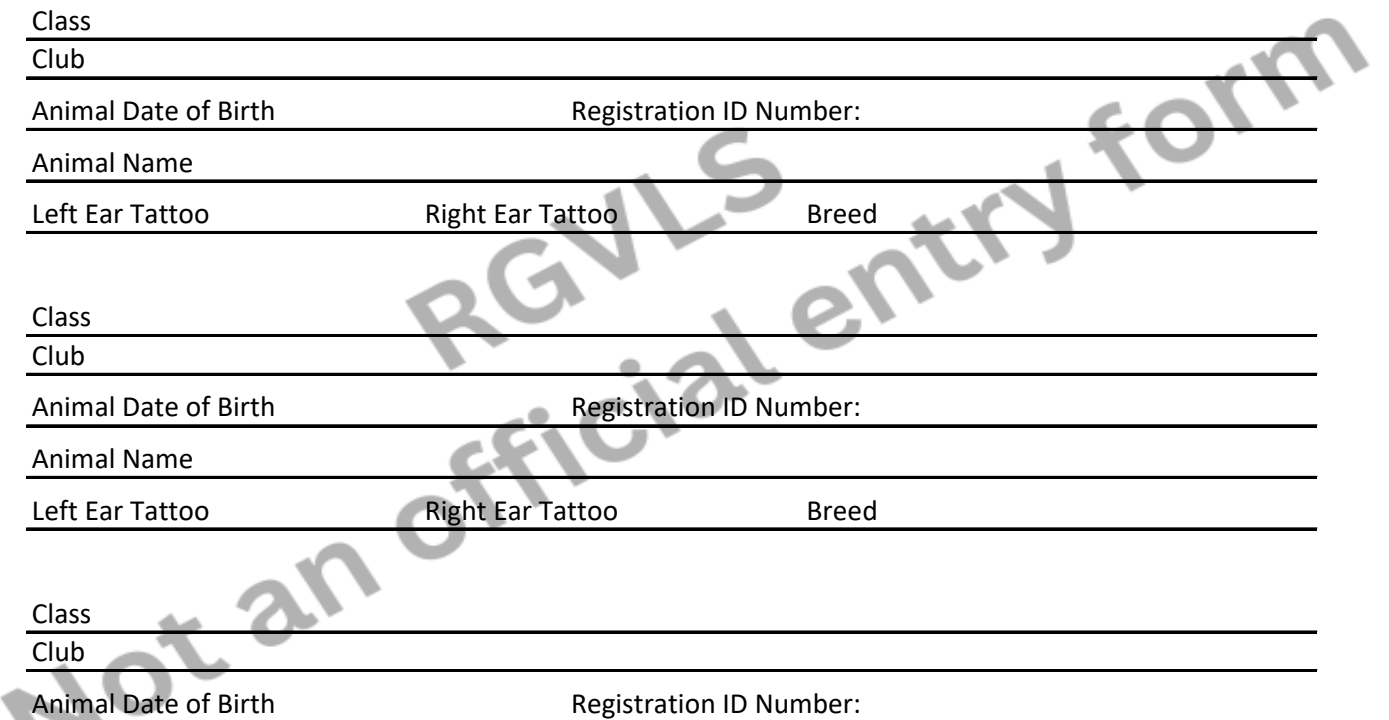 Class
Club
Animal Date of Birth Registration ID Number:
Animal Name
Left Ear Tattoo Right Ear Tattoo Breed
Class
Club
Animal Date of Birth Registration ID Number:
Animal Name
Left Ear Tattoo Right Ear Tattoo Breed
Class
Club
Animal Date of Birth Registration ID Number:
RGVLS
Not an official entry form